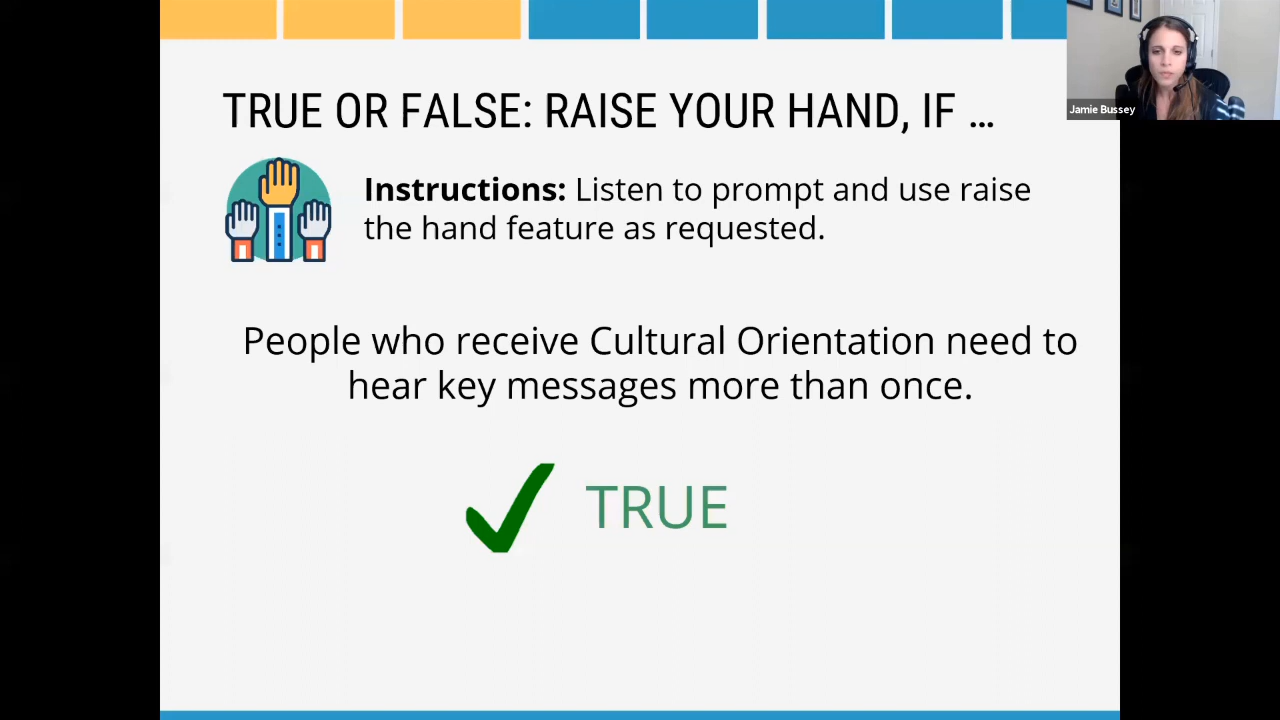 TRUE OR FALSE: RAISE YOUR HAND, IF ...
Jamie Bussey
Instructions: Listen to prompt and use raise
the hand feature as requested.
People who receive Cultural Orientation need to
hear key messages more than once.
TRUE